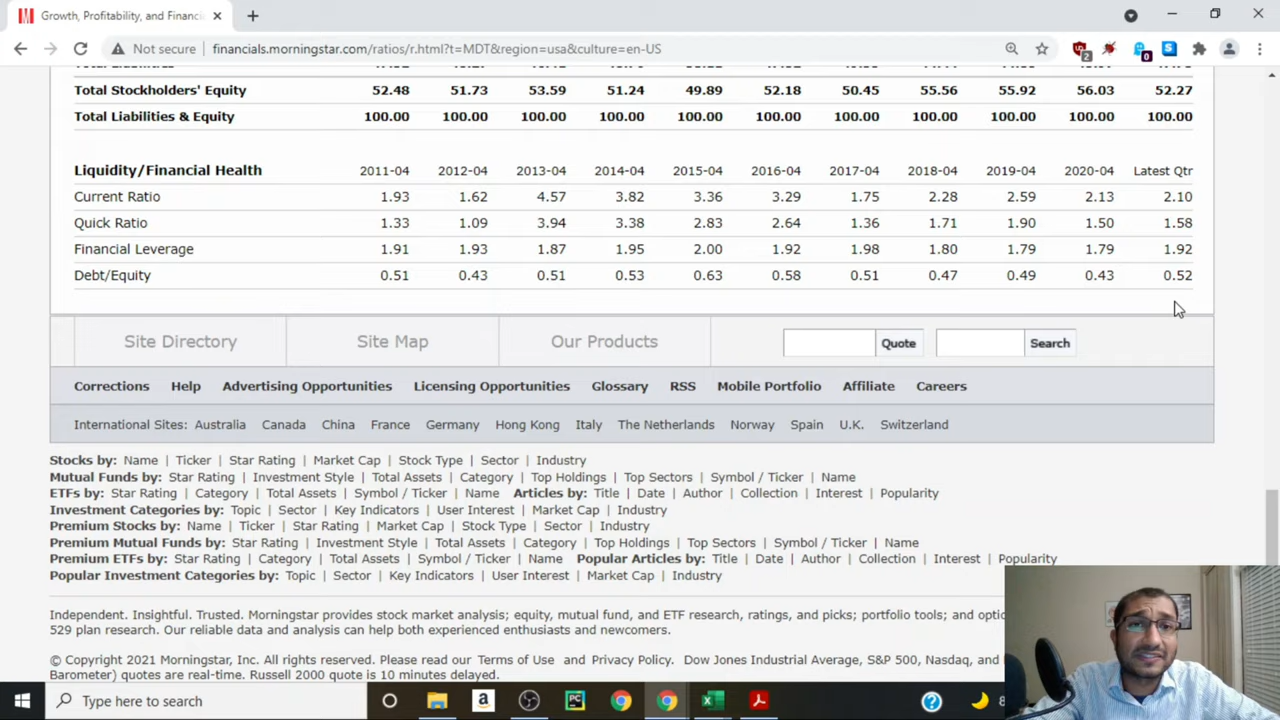 Growth, Profitability, and Financi
Not secure financials.morningstar.com/ratios/r.html?t=MDT&region=usa&culture=en-US
2 0 S
Total Stockholders' Equity 52.48 51.73 53.59 51.24 49.89 52.18 50.45 55.56 55.92 56.03 52.27
Total Liabilities & Equity 100.00 100.00 100.00 100.00 100.00 100.00 100.00 100.00 100.00 100.00 100.00
Liquidity/Financial Health 2011-04 2012-04 2013-04 2014-04 2015-04 2016-04 2017-04 2018-04 2019-04 2020-04 Latest Qtr
Current Ratio 1.93 1.62 4.57 3.82 3.36 3.29 1.75 2.28 2.59 2.13 2.10
Quick Ratio 1.33 1.09 3.94 3.38 2.83 2.64 1.36 1.71 1.90 1.50 1.58
Financial Leverage 1.91 1.93 1.87 1.95 2.00 1.92 1.98 1.80 1.79 1.79 1.92
Debt/Equity 0.51 0.43 0.51 0.53 0.63 0.58 0.51 0.47 0.49 0.43 0.52
Site Directory Site Map Our Products Quote Search
Corrections Help Advertising Opportunities Licensing Opportunities Glossary RSS Mobile Portfolio Affiliate Careers
International Sites: Australia Canada China France Germany Hong Kong Italy The Netherlands Norway Spain U.K. Switzerland
Stocks by: Name | Ticker | Star Rating | Market Cap | Stock Type | Sector | Industry
Mutual Funds by: Star Rating | Investment Style | Total Assets | Category | Top Holdings | Top Sectors | Symbol / Ticker | Name
ETFs by: Star Rating | Category | Total Assets | Symbol / Ticker | Name Articles by: Title | Date | Author | Collection | Interest | Popularity
Investment Categories by: Topic | Sector | Key Indicators | User Interest | Market Cap | Industry
Premium Stocks by: Name | Ticker | Star Rating | Market Cap | Stock Type | Sector | Industry
Premium Mutual Funds by: Star Rating | Investment Style | Total Assets | Category | Top Holdings | Top Sectors | Symbol / Ticker | Name
Premium ETFs by: Star Rating | Category | Total Assets | Symbol / Ticker | Name Popular Articles by: Title | Date | Author | Collection | Interest | Popularity
Popular Investment Categories by: Topic | Sector | Key Indicators | User Interest | Market Cap | Industry
Independent. Insightful. Trusted. Morningstar provides stock market analysis; equity, mutual fund, and ETF research, ratings, and picks; portfolio tools; and optio
529 plan research. Our reliable data and analysis can help both experienced enthusiasts and newcomers.
© Copyright 2021 Morningstar, Inc. All rights reserved. Please read our Terms of Use and Privacy Policy. Dow Jones Industrial Average, S&P 500, Nasdaq, and
Barometer) quotes are real-time. Russell 2000 quote is 10 minutes delayed.
Type here to search